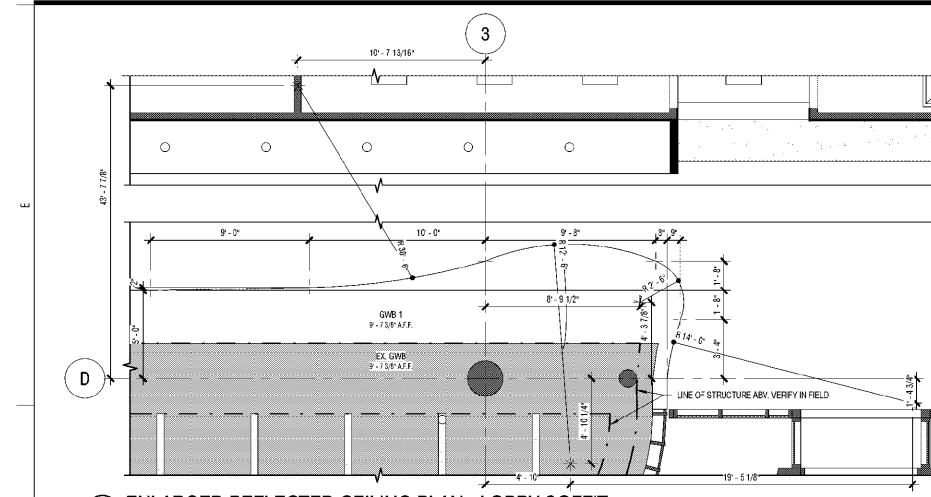 3
10' - 7 13/16"
E
43' - 7 7/8"
9' - 0"
10' - 0"
9' - 8"
3"
9"
R 38' - 6"
R 12' - 6"
R 2' - 6"
1' - 8"
1' - 8"
8' - 9 1/2"
4' - 3 7/8"
GWB 1
9' - 7 3/8" A.F.F.
5' - 0"
R 14' - 0"
3' - 4"
EX. GWB
9' - 7 3/8" A.F.F.
D
LINE OF STRUCTURE ABV. VERIFY IN FIELD
1' - 4 3/4"
4' - 10 1/4"
4' - 10"
19' - 5 1/8"
ENLARGED REFLECTED CEILING PLAN - LOBBY SOFFIT